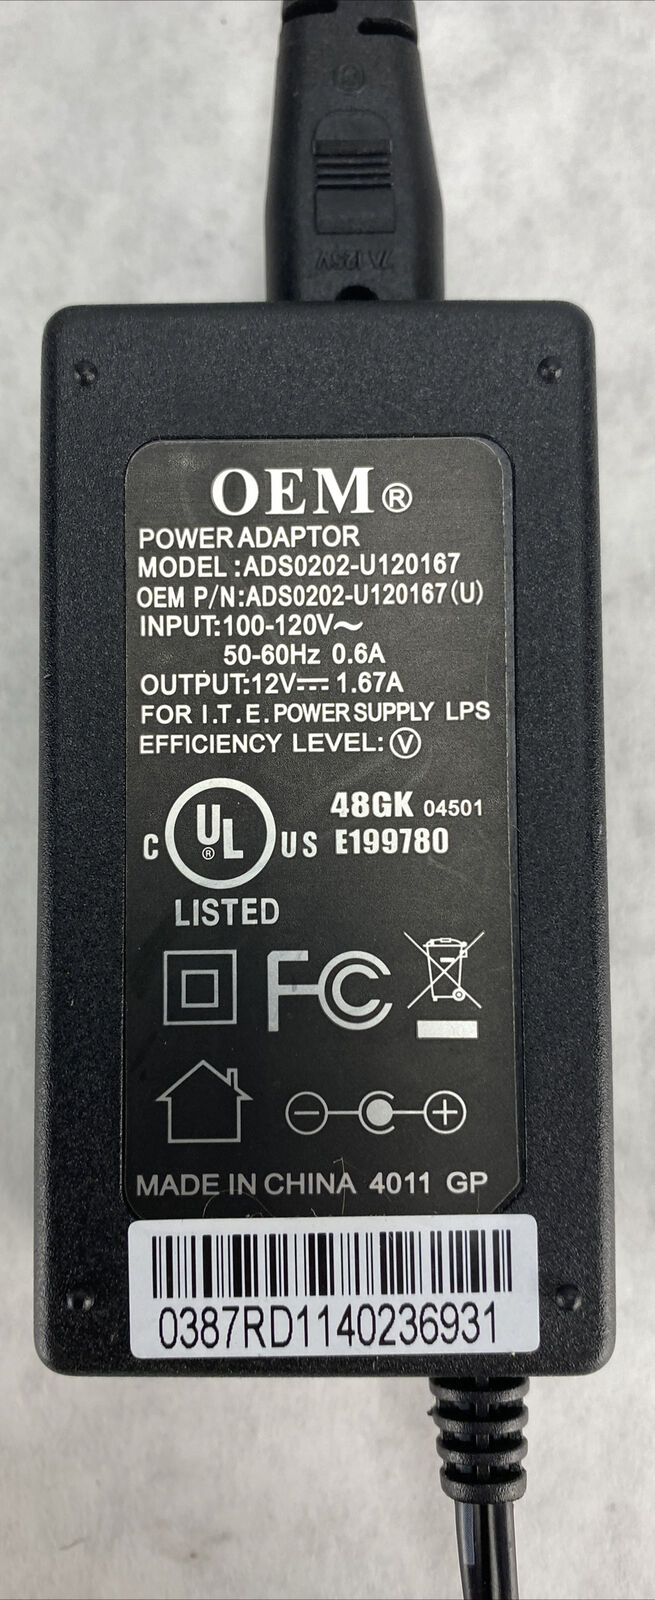 7A 125V
OEM®
POWER ADAPTOR
MODEL:ADS0202-U120167
OEM P/N:ADS0202-U120167(U)
INPUT:100-120V~
50-60Hz 0.6A
OUTPUT:12V⎓1.67A
FOR I.T.E. POWER SUPPLY LPS
EFFICIENCY LEVEL: Ⓥ
48GK 04501
C UL® US E199780
LISTED
FC
MADE IN CHINA 4011 GP
0387RD1140236931